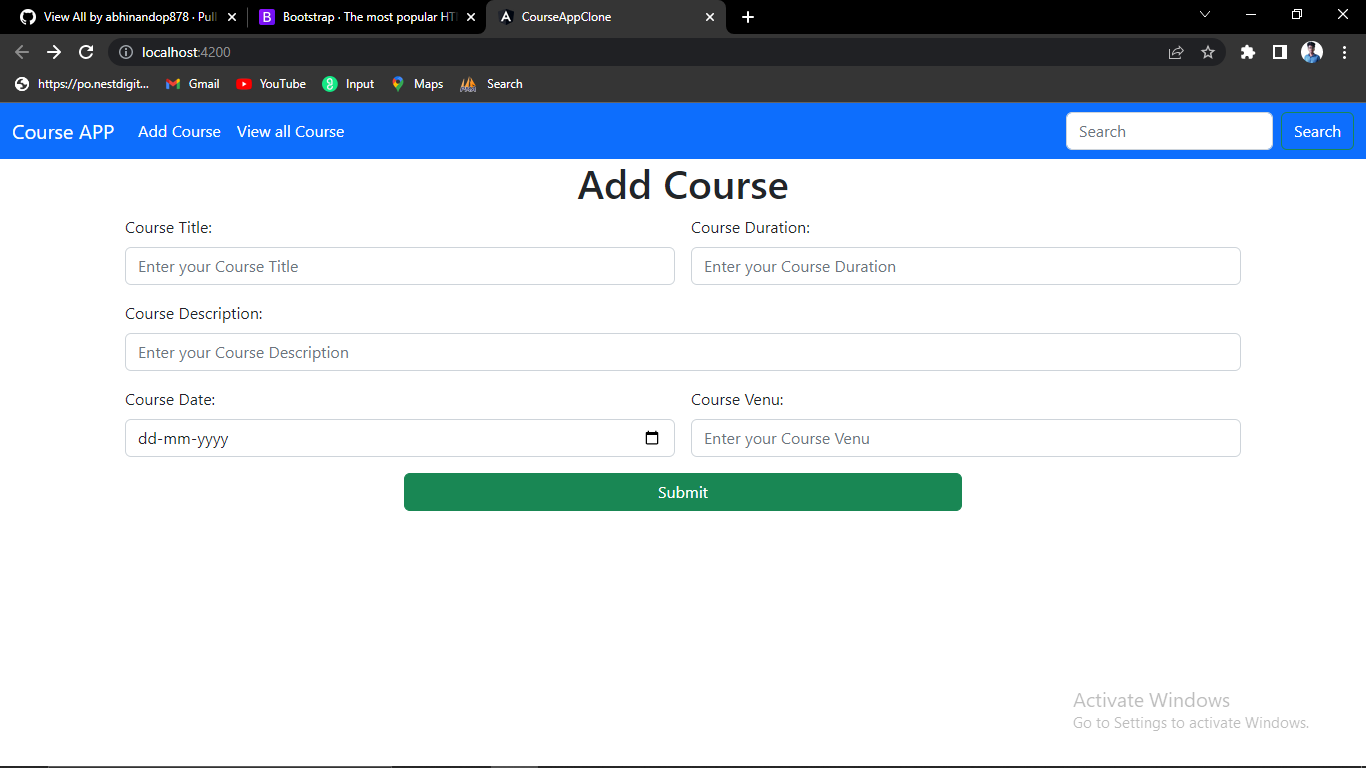 View All by abhinandop878 · Pull
Bootstrap · The most popular HT
CourseAppClone
localhost:4200
https://po.nestdigit...
Gmail
YouTube
Input
Maps
Search
Course APP
Add Course
View all Course
Search
Search
Add Course
Course Title:
Course Duration:
Enter your Course Title
Enter your Course Duration
Course Description:
Enter your Course Description
Course Date:
Course Venu:
dd-mm-yyyy
Enter your Course Venu
Submit
Activate Windows
Go to Settings to activate Windows.